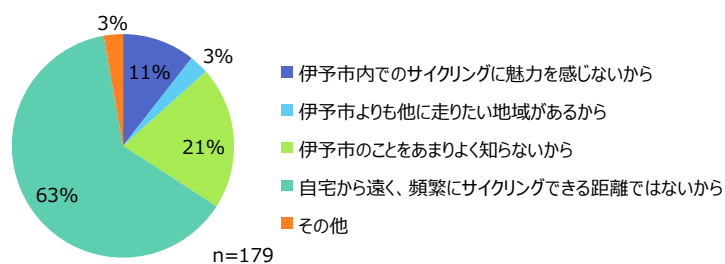 3%
3%
11%
21%
63%
n=179
伊予市内でのサイクリングに魅力を感じないから
伊予市よりも他に走りたい地域があるから
伊予市のことをあまりよく知らないから
自宅から遠く、頻繁にサイクリングできる距離ではないから
その他